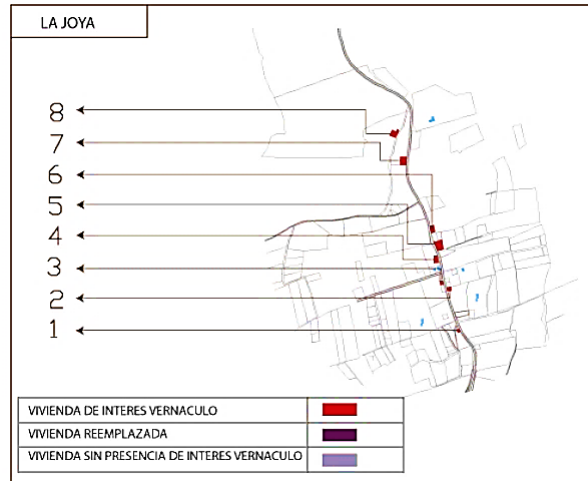 LA JOYA
8
7
6
5
4
3
2
1
VIVIENDA DE INTERES VERNACULO
VIVIENDA REEMPLAZADA
VIVIENDA SIN PRESENCIA DE INTERES VERNACULO